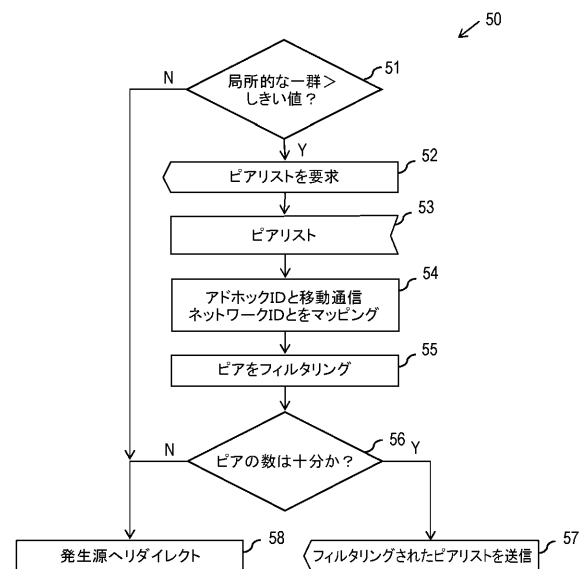 50
51
N
局所的な一群＞
しきい値？
Y
52
ピアリストを要求
53
ピアリスト
54
アドホックIDと移動通信
ネットワークIDとをマッピング
55
ピアをフィルタリング
56
N
ピアの数は十分か？
Y
58
発生源へリダイレクト
57
フィルタリングされたピアリストを送信